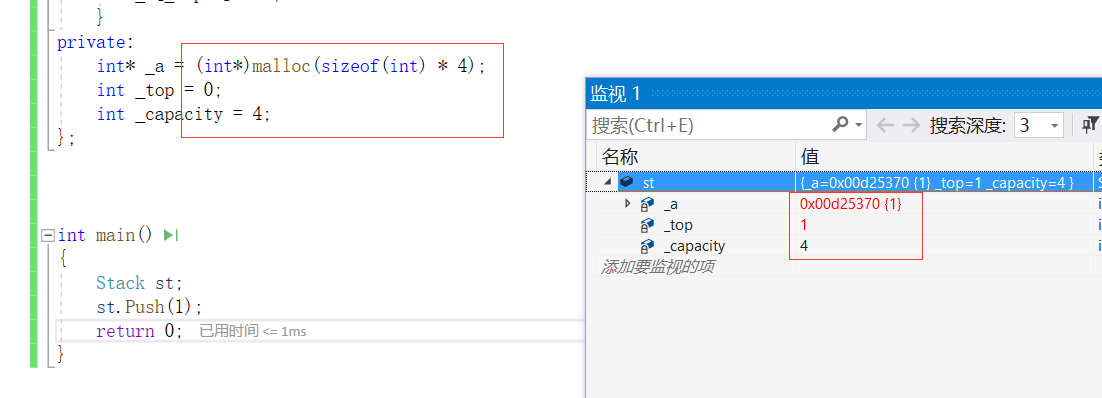 }
private:
int* _a = (int*)malloc(sizeof(int) * 4);
int _top = 0;
int _capacity = 4;
};
int main()
{
Stack st;
st.Push(1);
return 0; 已用时间 <= 1ms
}
监视 1
搜索(Ctrl+E) 搜索深度: 3
名称 值
st {_a=0x00d25370 {1} _top=1 _capacity=4 }
_a 0x00d25370 {1}
_top 1
_capacity 4
添加要监视的项